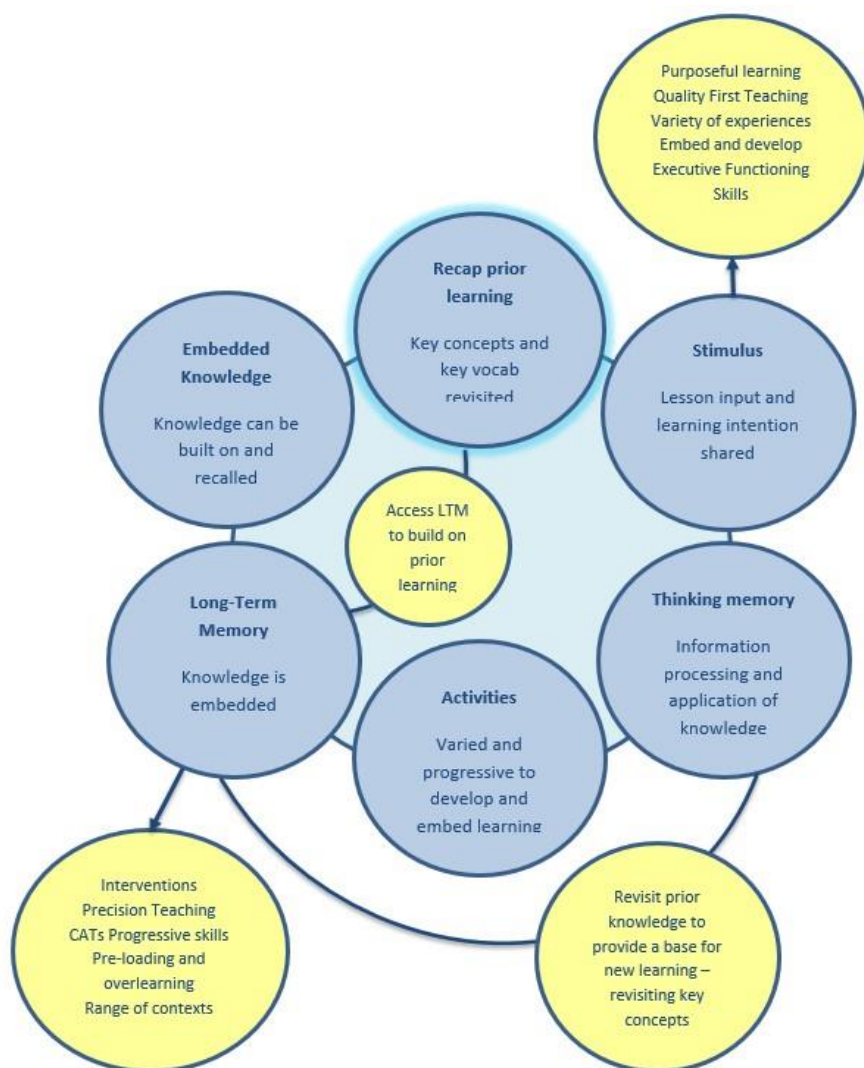 Purposeful learning
Quality First Teaching
Variety of experiences
Embed and develop
Executive Functioning
Skills
Recap prior
learning
Key concepts and
key vocab
revisited
Embedded
Knowledge
Knowledge can be
built on and
recalled
Stimulus
Lesson input and
learning intention
shared
Access LTM
to build on
prior
learning
Long-Term
Memory
Knowledge is
embedded
Thinking memory
Information
processing and
application of
knowledge
Activities
Varied and
progressive to
develop and
embed learning
Interventions
Precision Teaching
CATs Progressive skills
Pre-loading and
overlearning
Range of contexts
Revisit prior
knowledge to
provide a base for
new learning –
revisiting key
concepts